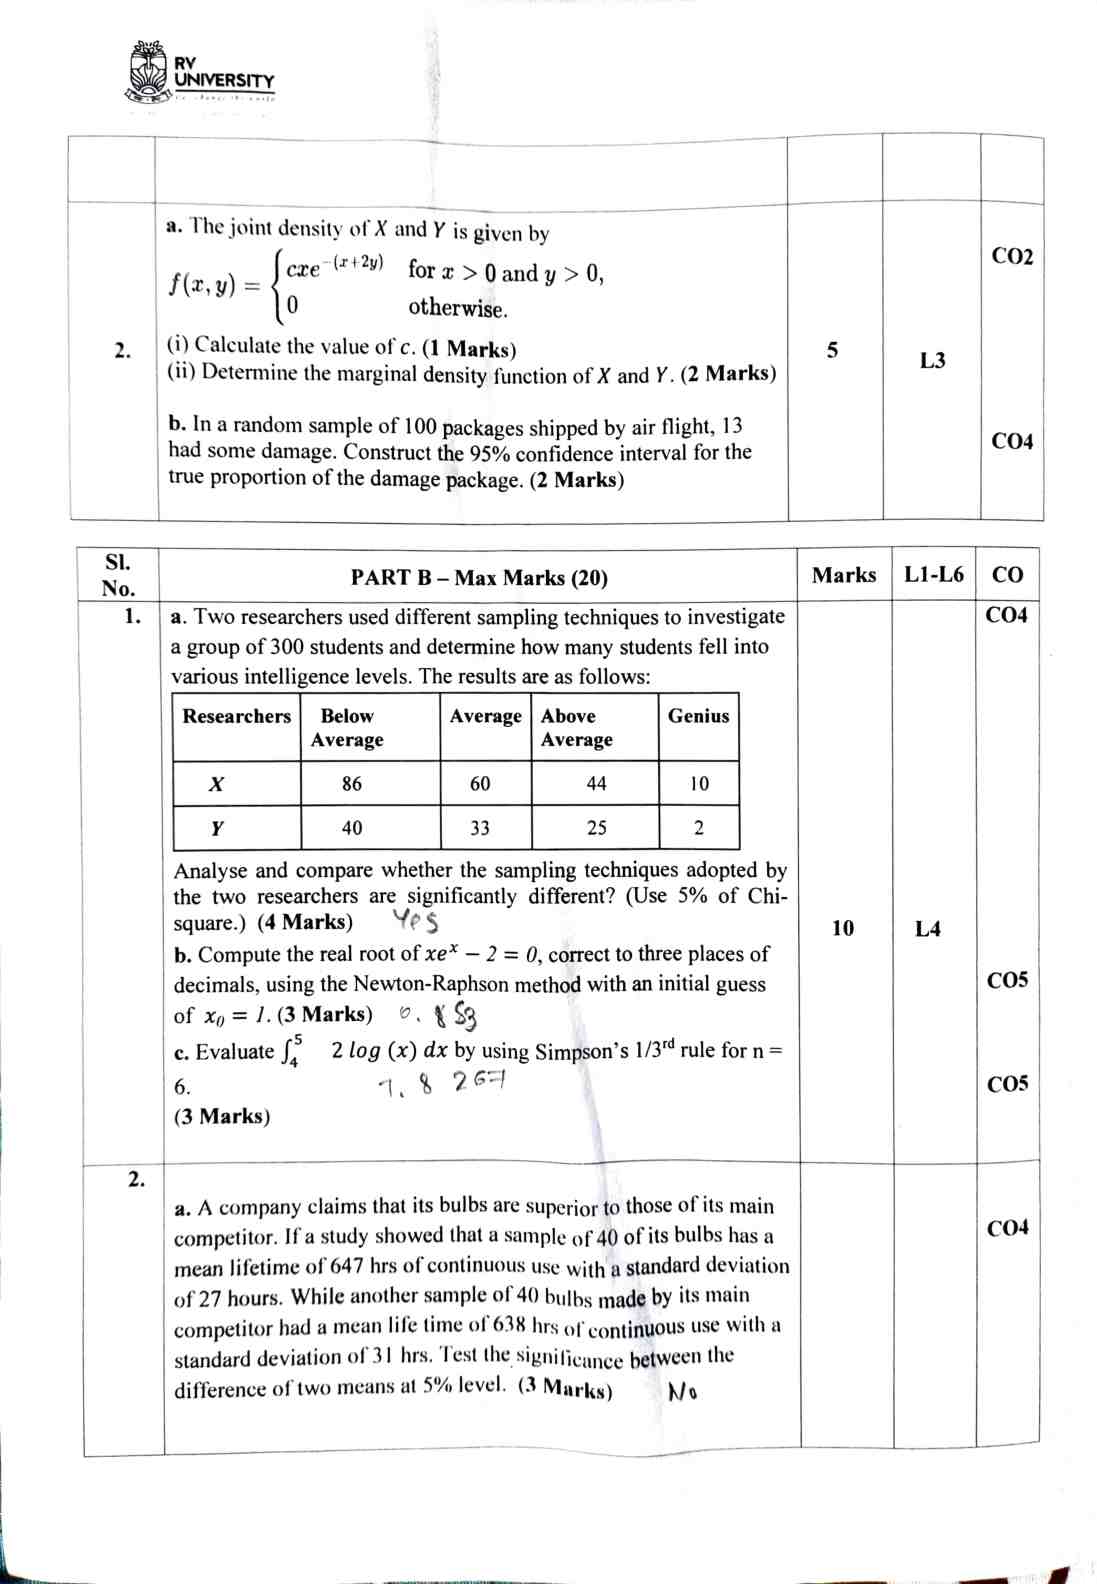 RV
UNIVERSITY
a. The joint density of X and Y is given by
f(x, y) = { cxe^-(x+2y) for x > 0 and y > 0,
0 otherwise.
2.
(i) Calculate the value of c. (1 Marks)
(ii) Determine the marginal density function of X and Y. (2 Marks)
5
L3
CO2
b. In a random sample of 100 packages shipped by air flight, 13
had some damage. Construct the 95% confidence interval for the
true proportion of the damage package. (2 Marks)
CO4
Sl. No. PART B – Max Marks (20) Marks L1-L6 CO
1. a. Two researchers used different sampling techniques to investigate CO4
a group of 300 students and determine how many students fell into
various intelligence levels. The results are as follows:
Researchers Below Average Average Above Average Genius
X 86 60 44 10
Y 40 33 25 2
Analyse and compare whether the sampling techniques adopted by
the two researchers are significantly different? (Use 5% of Chi-
square.) (4 Marks) Yes
10 L4
b. Compute the real root of xe^x − 2 = 0, correct to three places of
decimals, using the Newton-Raphson method with an initial guess CO5
of x₀ = 1. (3 Marks) 0.853
c. Evaluate ∫₄⁵ 2 log (x) dx by using Simpson's 1/3rd rule for n =
6. CO5
(3 Marks)
2.
a. A company claims that its bulbs are superior to those of its main
competitor. If a study showed that a sample of 40 of its bulbs has a CO4
mean lifetime of 647 hrs of continuous use with a standard deviation
of 27 hours. While another sample of 40 bulbs made by its main
competitor had a mean life time of 638 hrs of continuous use with a
standard deviation of 31 hrs. Test the significance between the
difference of two means at 5% level. (3 Marks) No